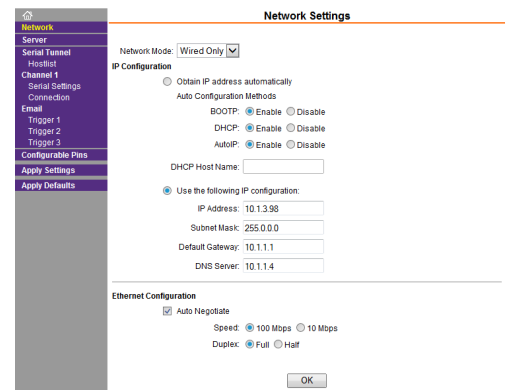 Network
Server
Serial Tunnel
Hostlist
Channel 1
Serial Settings
Connection
Email
Trigger 1
Trigger 2
Trigger 3
Configurable Pins
Apply Settings
Apply Defaults
Network Settings
Network Mode: Wired Only
IP Configuration
Obtain IP address automatically
Auto Configuration Methods
BOOTP: Enable Disable
DHCP: Enable Disable
AutoIP: Enable Disable
DHCP Host Name:
Use the following IP configuration:
IP Address: 10.1.3.98
Subnet Mask: 255.0.0.0
Default Gateway: 10.1.1.1
DNS Server: 10.1.1.4
Ethernet Configuration
Auto Negotiate
Speed: 100 Mbps 10 Mbps
Duplex: Full Half
OK